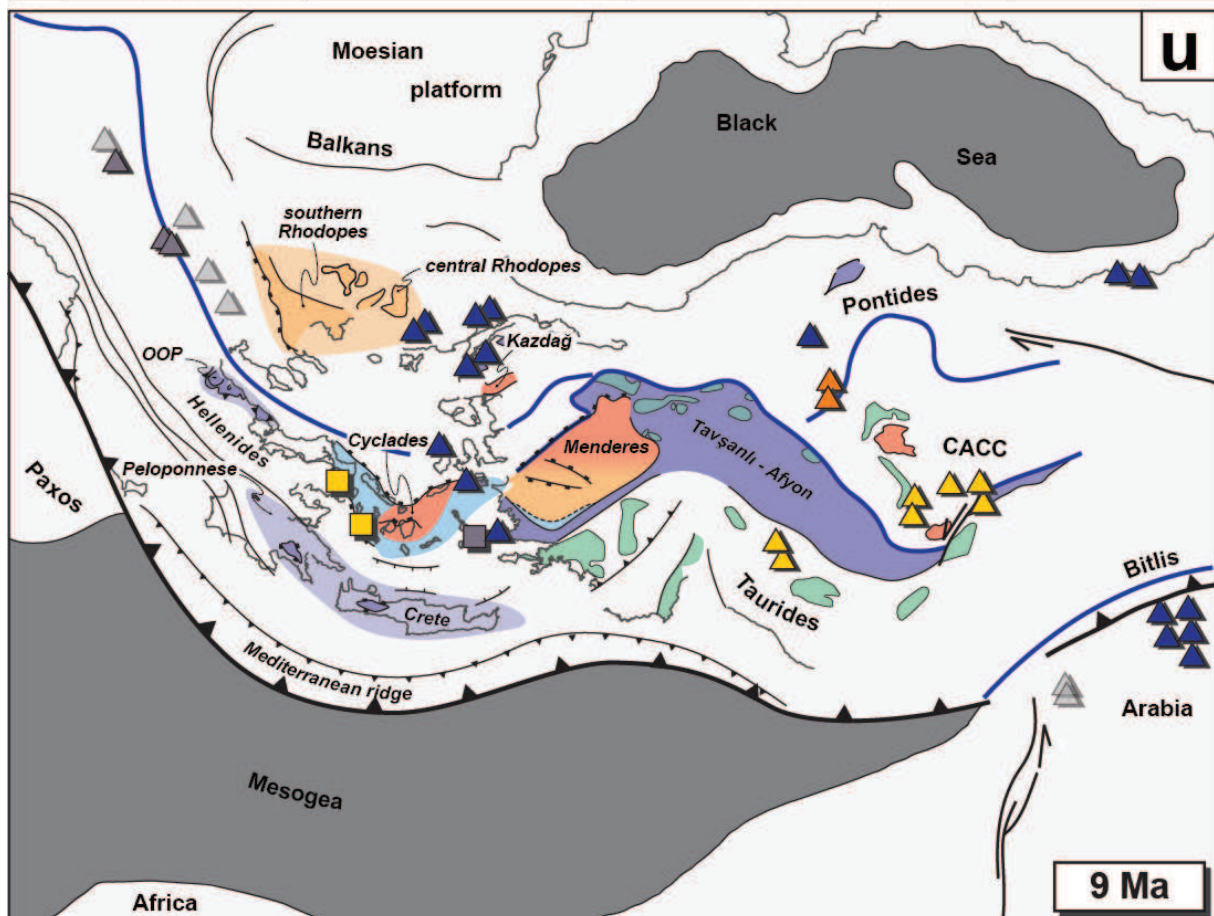 u
Moesian
platform
Black
Sea
Balkans
southern
Rhodopes
central Rhodopes
Pontides
OOP
Kazdağ
Hellenides
Cyclades
Menderes
Tavşanlı - Afyon
CACC
Peloponnese
Paxos
Bitlis
Crete
Taurides
Mediterranean ridge
Arabia
Mesogea
Africa
9 Ma